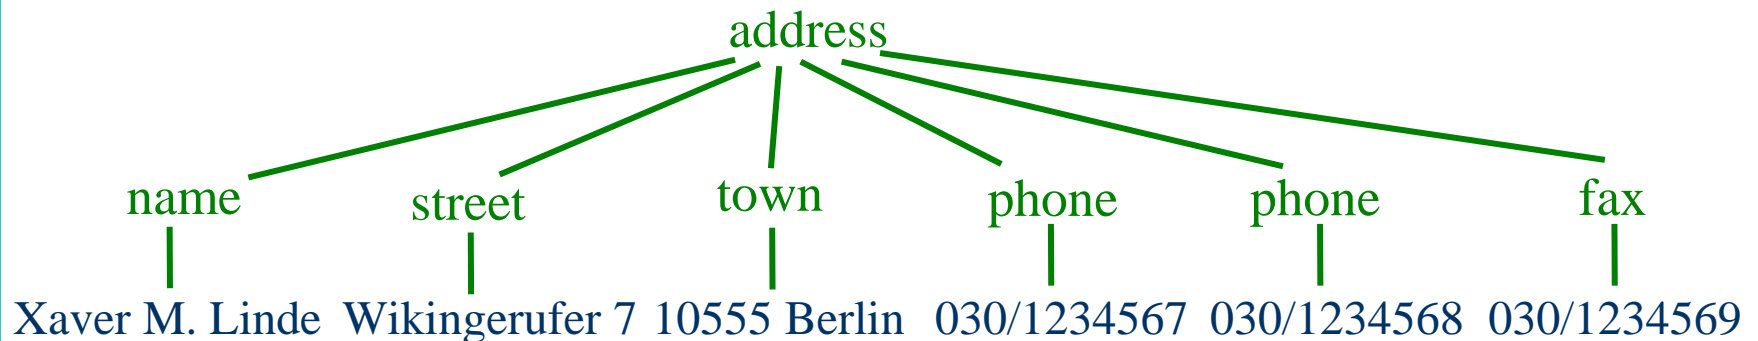 address
name street town phone phone fax
Xaver M. Linde Wikingerufer 7 10555 Berlin 030/1234567 030/1234568 030/1234569